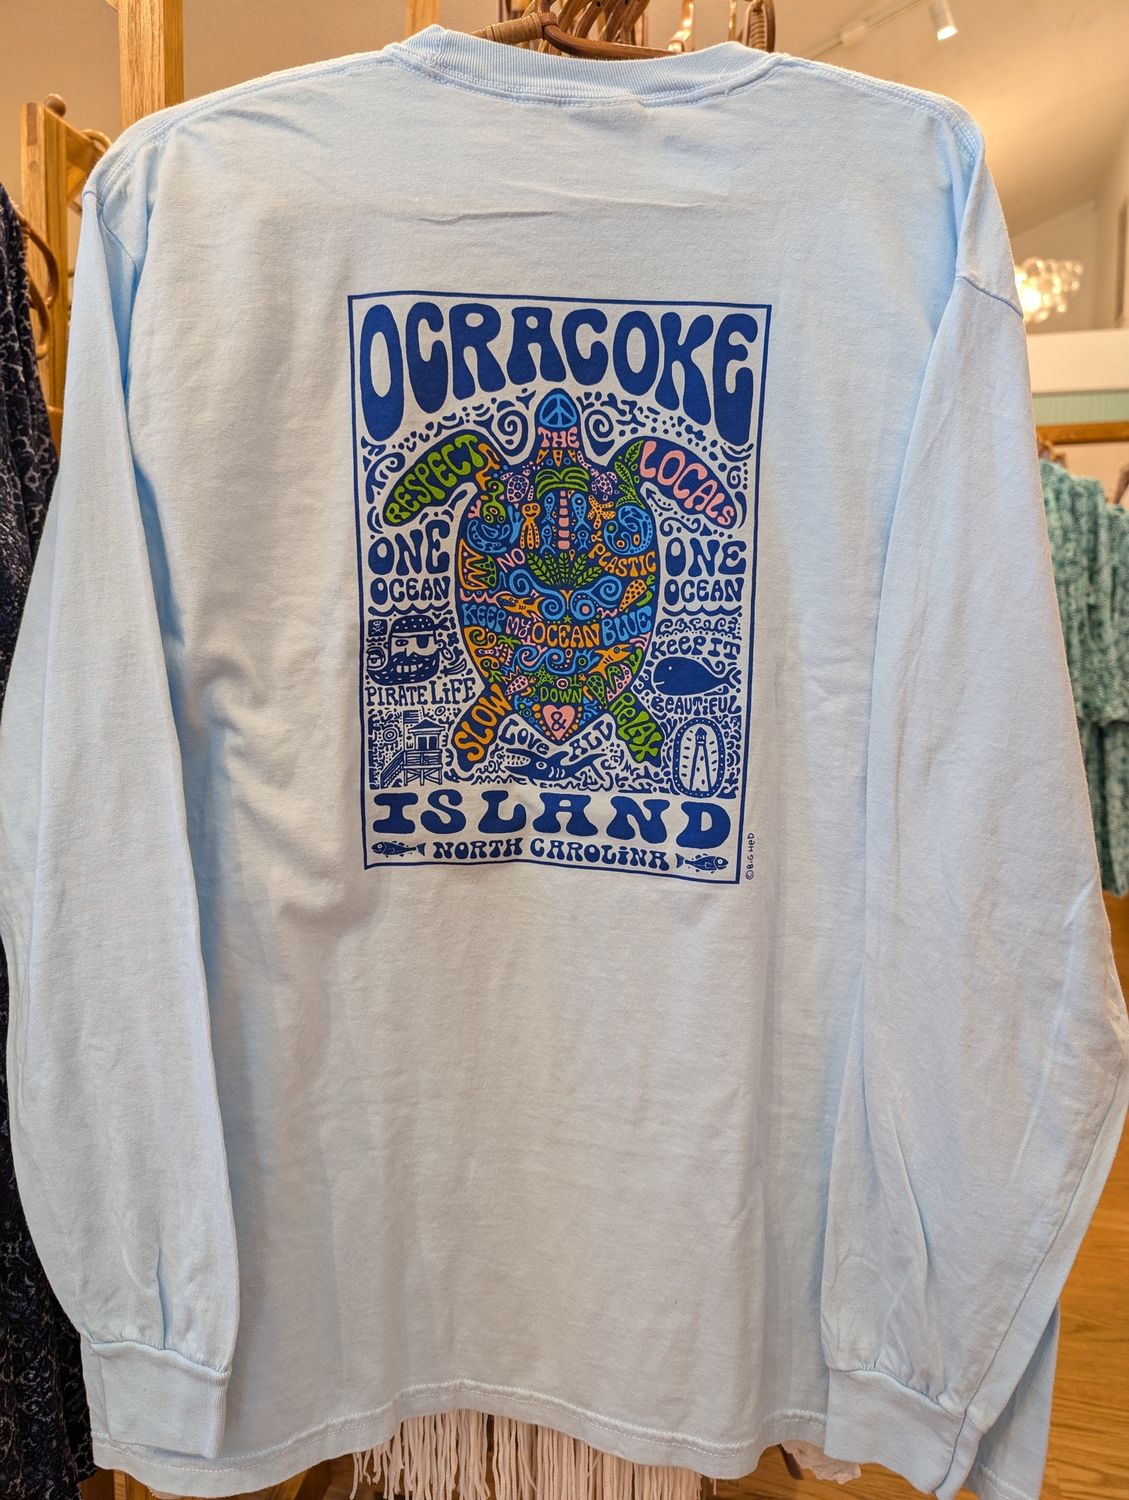 OCRACOKE
RESPECT THE LOCALS
ONE OCEAN
ONE OCEAN
NO PLASTIC
KEEP MY OCEAN BLUE
PIRATE LIFE
KEEP IT
BEAUTIFUL
SLOW DOWN
& RELAX
LOVE
ISLAND
NORTH CAROLINA
© BIG HED